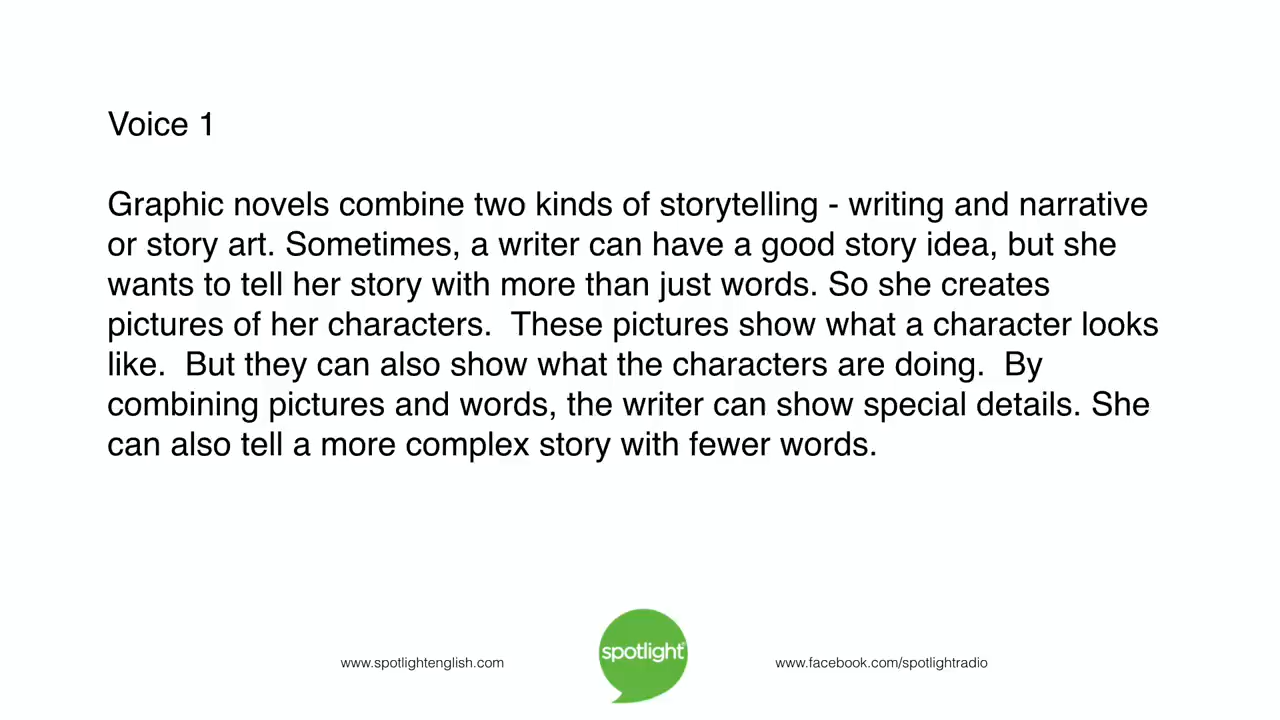 Voice 1
Graphic novels combine two kinds of storytelling - writing and narrative
or story art. Sometimes, a writer can have a good story idea, but she
wants to tell her story with more than just words. So she creates
pictures of her characters.  These pictures show what a character looks
like.  But they can also show what the characters are doing.  By
combining pictures and words, the writer can show special details. She
can also tell a more complex story with fewer words.
www.spotlightenglish.com
spotlight®
www.facebook.com/spotlightradio